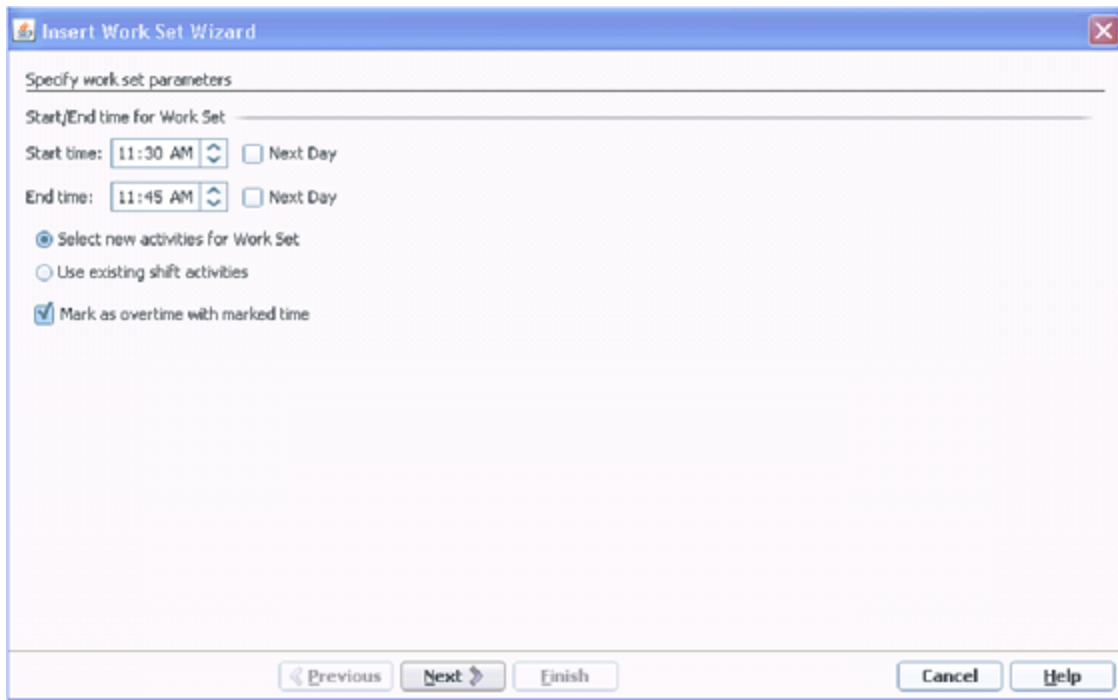 Insert Work Set Wizard
Specify work set parameters
Start/End time for Work Set
Start time: 11:30 AM Next Day
End time: 11:45 AM Next Day
Select new activities for Work Set
Use existing shift activities
Mark as overtime with marked time
Previous Next Finish Cancel Help